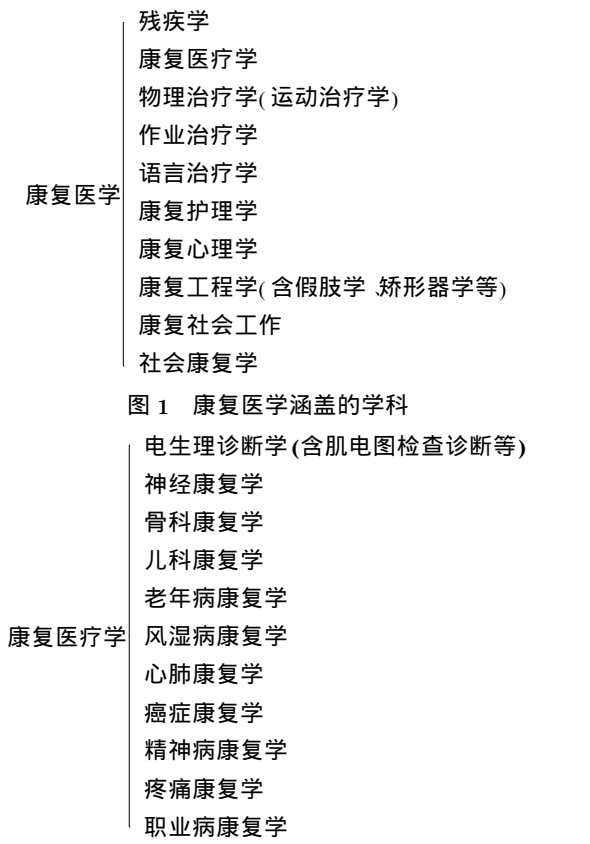 残疾学
康复医疗学
物理治疗学(运动治疗学)
作业治疗学
语言治疗学
康复医学
康复护理学
康复心理学
康复工程学(含假肢学、矫形器学等)
康复社会工作
社会康复学
图 1 康复医学涵盖的学科
电生理诊断学(含肌电图检查诊断等)
神经康复学
骨科康复学
儿科康复学
老年病康复学
康复医疗学
风湿病康复学
心肺康复学
癌症康复学
精神病康复学
疼痛康复学
职业病康复学